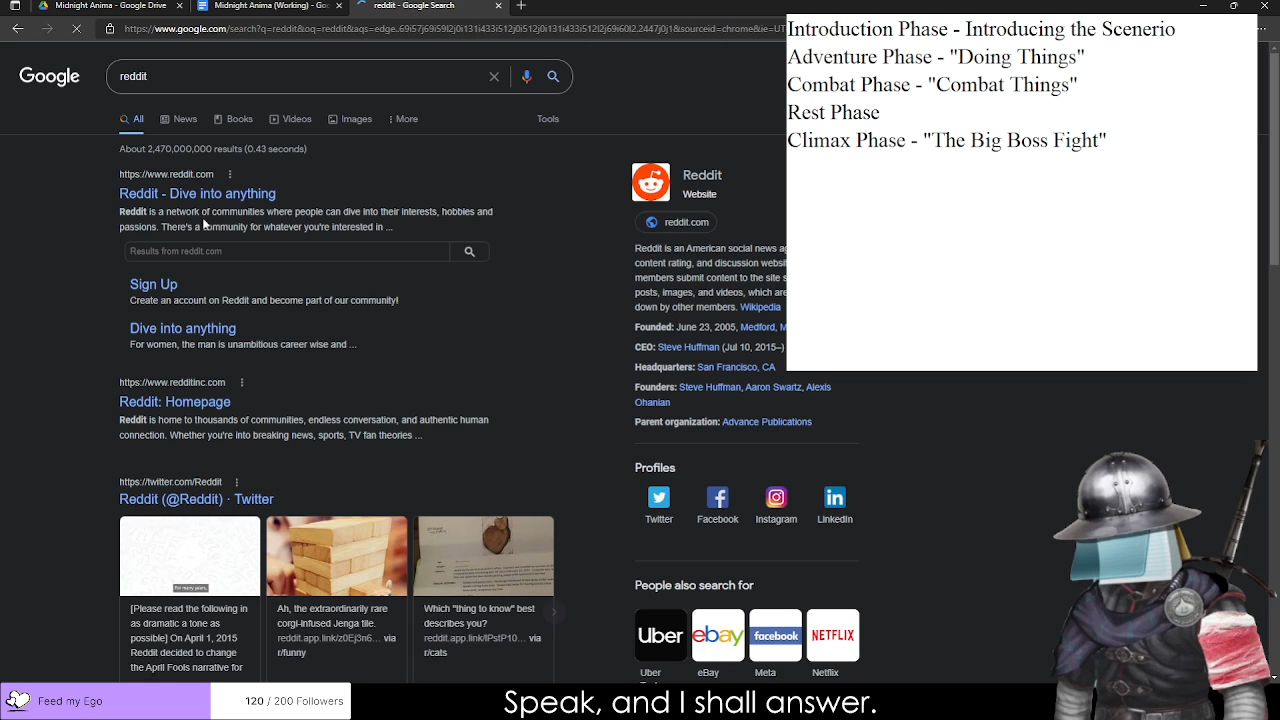 Midnight Anima - Google Drive
Midnight Anima (Working) - Goo
reddit - Google Search
https://www.google.com/search?q=reddit&oq=reddit&aqs=edge..69i57j69i59l2j0i131i433i512j0i512j0i131i433i512l2j69i60l2.2447j0j1&sourceid=chrome&ie=UT
Google
reddit
All
News
Books
Videos
Images
More
Tools
About 2,470,000,000 results (0.43 seconds)
https://www.reddit.com
Reddit - Dive into anything
Reddit is a network of communities where people can dive into their interests, hobbies and
passions. There's a community for whatever you're interested in ...
Results from reddit.com
Sign Up
Create an account on Reddit and become part of our community!
Dive into anything
For women, the man is unambitious career wise and ...
https://www.redditinc.com
Reddit: Homepage
Reddit is home to thousands of communities, endless conversation, and authentic human
connection. Whether you're into breaking news, sports, TV fan theories ...
https://twitter.com/Reddit
Reddit (@Reddit) · Twitter
For many years,
[Please read the following in
as dramatic a tone as
possible] On April 1, 2015
Reddit decided to change
the April Fools narrative for
Ah, the extraordinarily rare
corgi-infused Jenga tile.
reddit.app.link/z0Ej3n6... via
r/funny
Which "thing to know" best
describes you?
reddit.app.link/lPstP10... via
r/cats
Reddit
Website
reddit.com
Reddit is an American social news ag
content rating, and discussion websi
members submit content to the site s
posts, images, and videos, which are
down by other members. Wikipedia
Founded: June 23, 2005, Medford, M
CEO: Steve Huffman (Jul 10, 2015–)
Headquarters: San Francisco, CA
Founders: Steve Huffman, Aaron Swartz, Alexis
Ohanian
Parent organization: Advance Publications
Profiles
Twitter
Facebook
Instagram
LinkedIn
People also search for
Uber
ebay
facebook
NETFLIX
Uber
eBay
Meta
Netflix
Introduction Phase - Introducing the Scenerio
Adventure Phase - "Doing Things"
Combat Phase - "Combat Things"
Rest Phase
Climax Phase - "The Big Boss Fight"
Feed my Ego
120 / 200 Followers
Speak, and I shall answer.